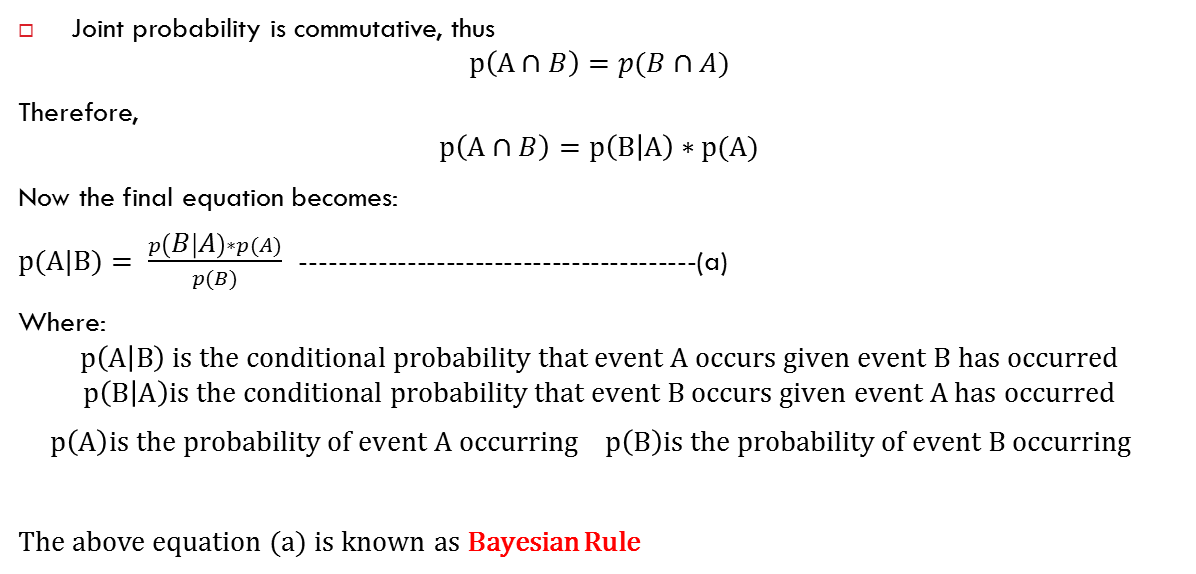 □ Joint probability is commutative, thus
p(A ∩ B) = p(B ∩ A)
Therefore,
p(A ∩ B) = p(B|A) ∗ p(A)
Now the final equation becomes:
p(A|B) = p(B|A)∗p(A) / p(B) -----------------------------------------(a)
Where:
p(A|B) is the conditional probability that event A occurs given event B has occurred
p(B|A)is the conditional probability that event B occurs given event A has occurred
p(A)is the probability of event A occurring p(B)is the probability of event B occurring
The above equation (a) is known as Bayesian Rule